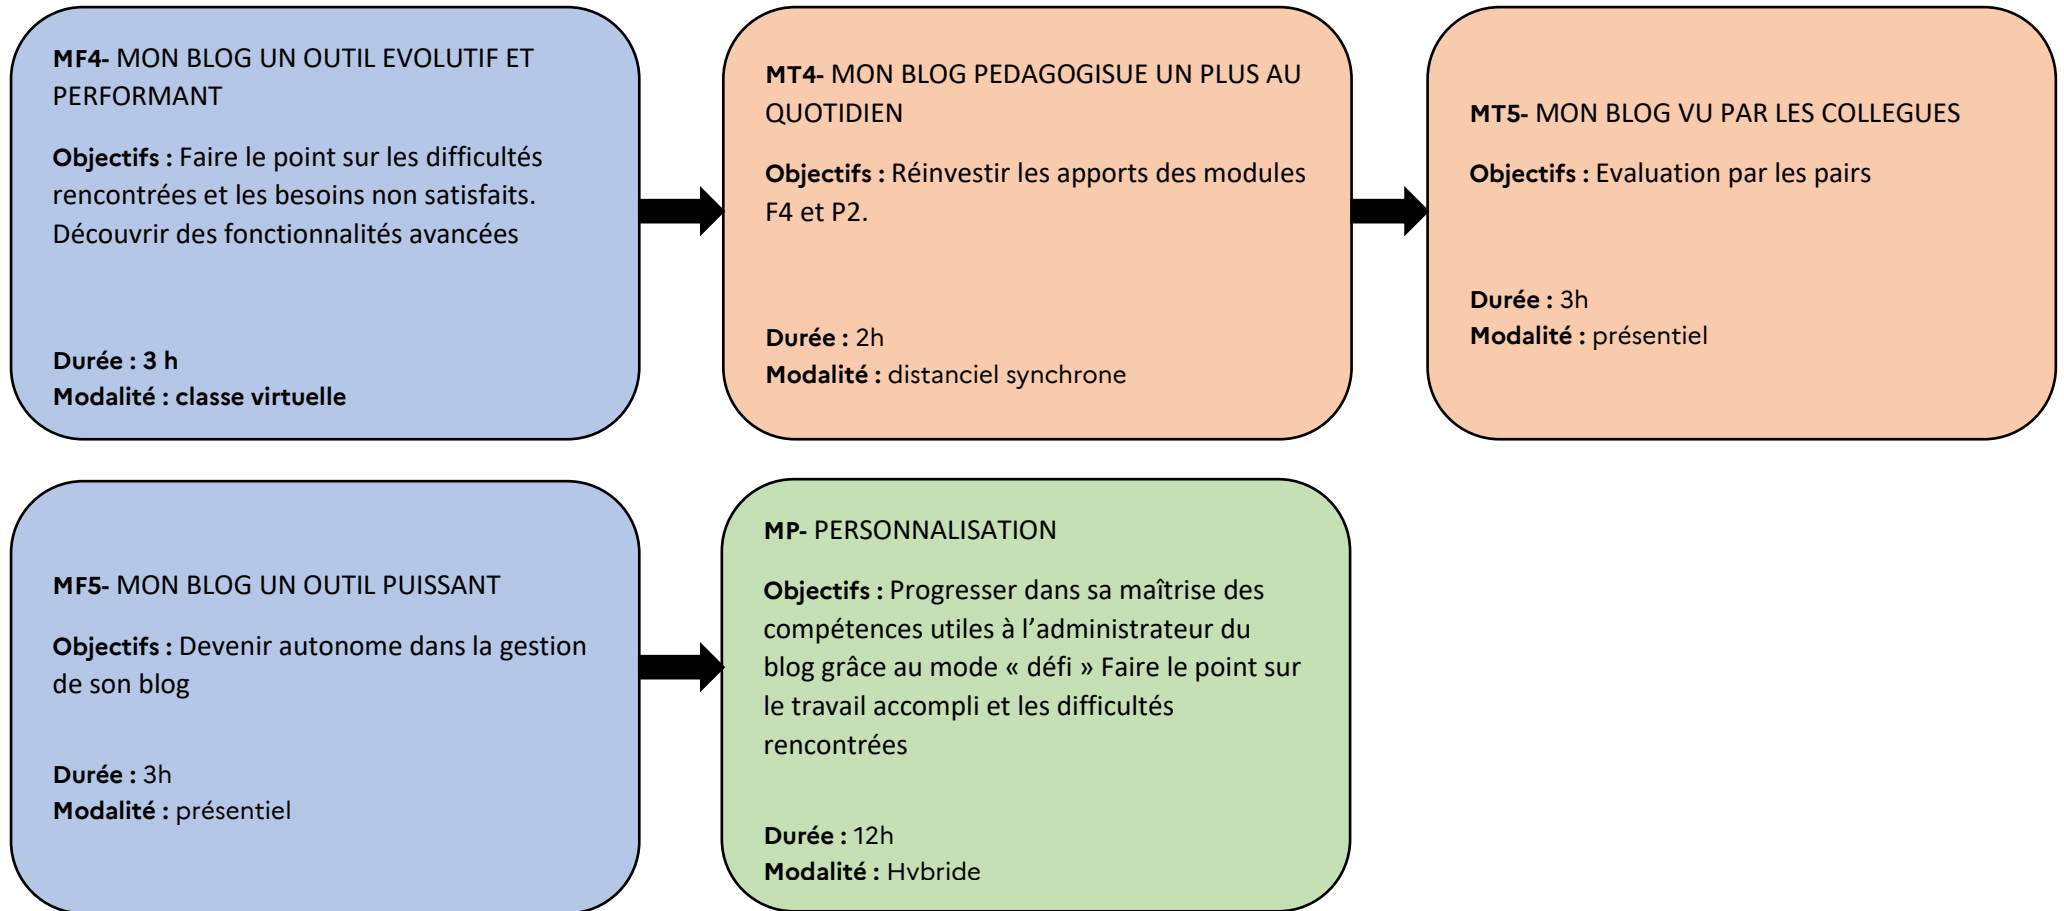 MF4- MON BLOG UN OUTIL EVOLUTIF ET
PERFORMANT
Objectifs : Faire le point sur les difficultés
rencontrées et les besoins non satisfaits.
Découvrir des fonctionnalités avancées
Durée : 3 h
Modalité : classe virtuelle
MT4- MON BLOG PEDAGOGISUE UN PLUS AU
QUOTIDIEN
Objectifs : Réinvestir les apports des modules
F4 et P2.
Durée : 2h
Modalité : distanciel synchrone
MT5- MON BLOG VU PAR LES COLLEGUES
Objectifs : Evaluation par les pairs
Durée : 3h
Modalité : présentiel
MF5- MON BLOG UN OUTIL PUISSANT
Objectifs : Devenir autonome dans la gestion
de son blog
Durée : 3h
Modalité : présentiel
MP- PERSONNALISATION
Objectifs : Progresser dans sa maîtrise des
compétences utiles à l’administrateur du
blog grâce au mode « défi » Faire le point sur
le travail accompli et les difficultés
rencontrées
Durée : 12h
Modalité : Hybride